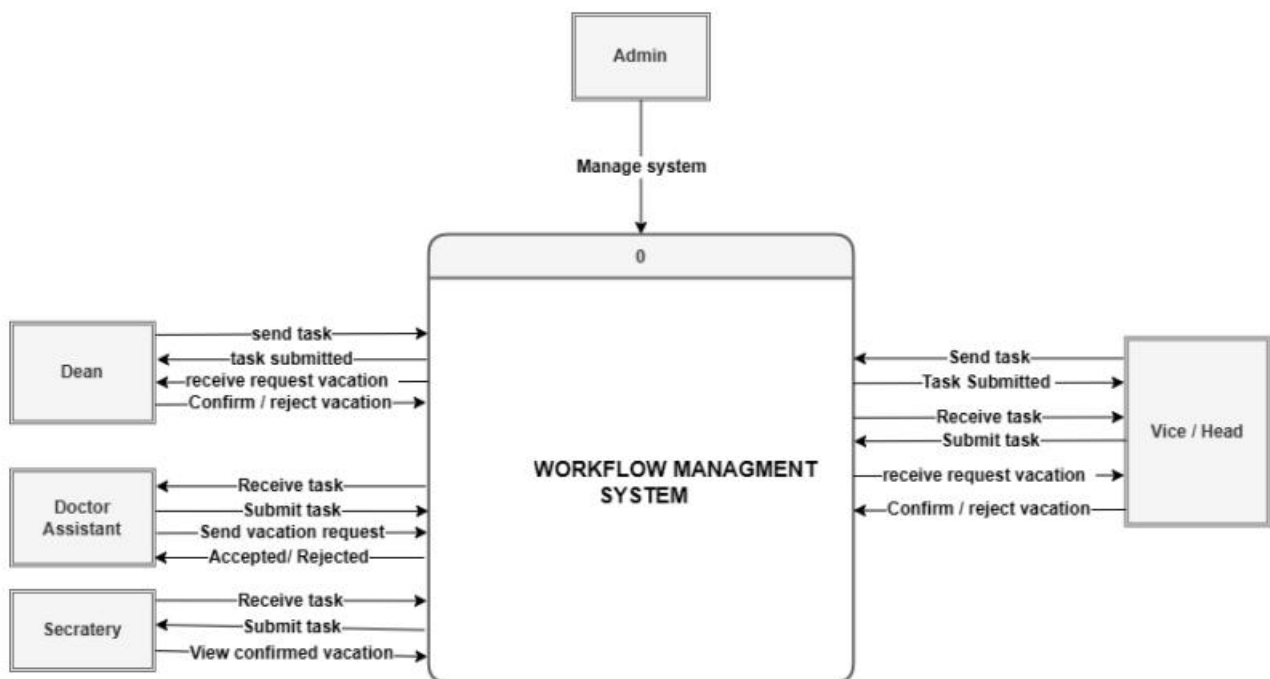 Admin
Manage system
0
send task
task submitted
receive request vacation
Confirm / reject vacation
Dean
Receive task
Submit task
Send vacation request
Accepted/ Rejected
Doctor
Assistant
Receive task
Submit task
View confirmed vacation
Secratery
WORKFLOW MANAGMENT
SYSTEM
Send task
Task Submitted
Receive task
Submit task
receive request vacation
Confirm / reject vacation
Vice / Head